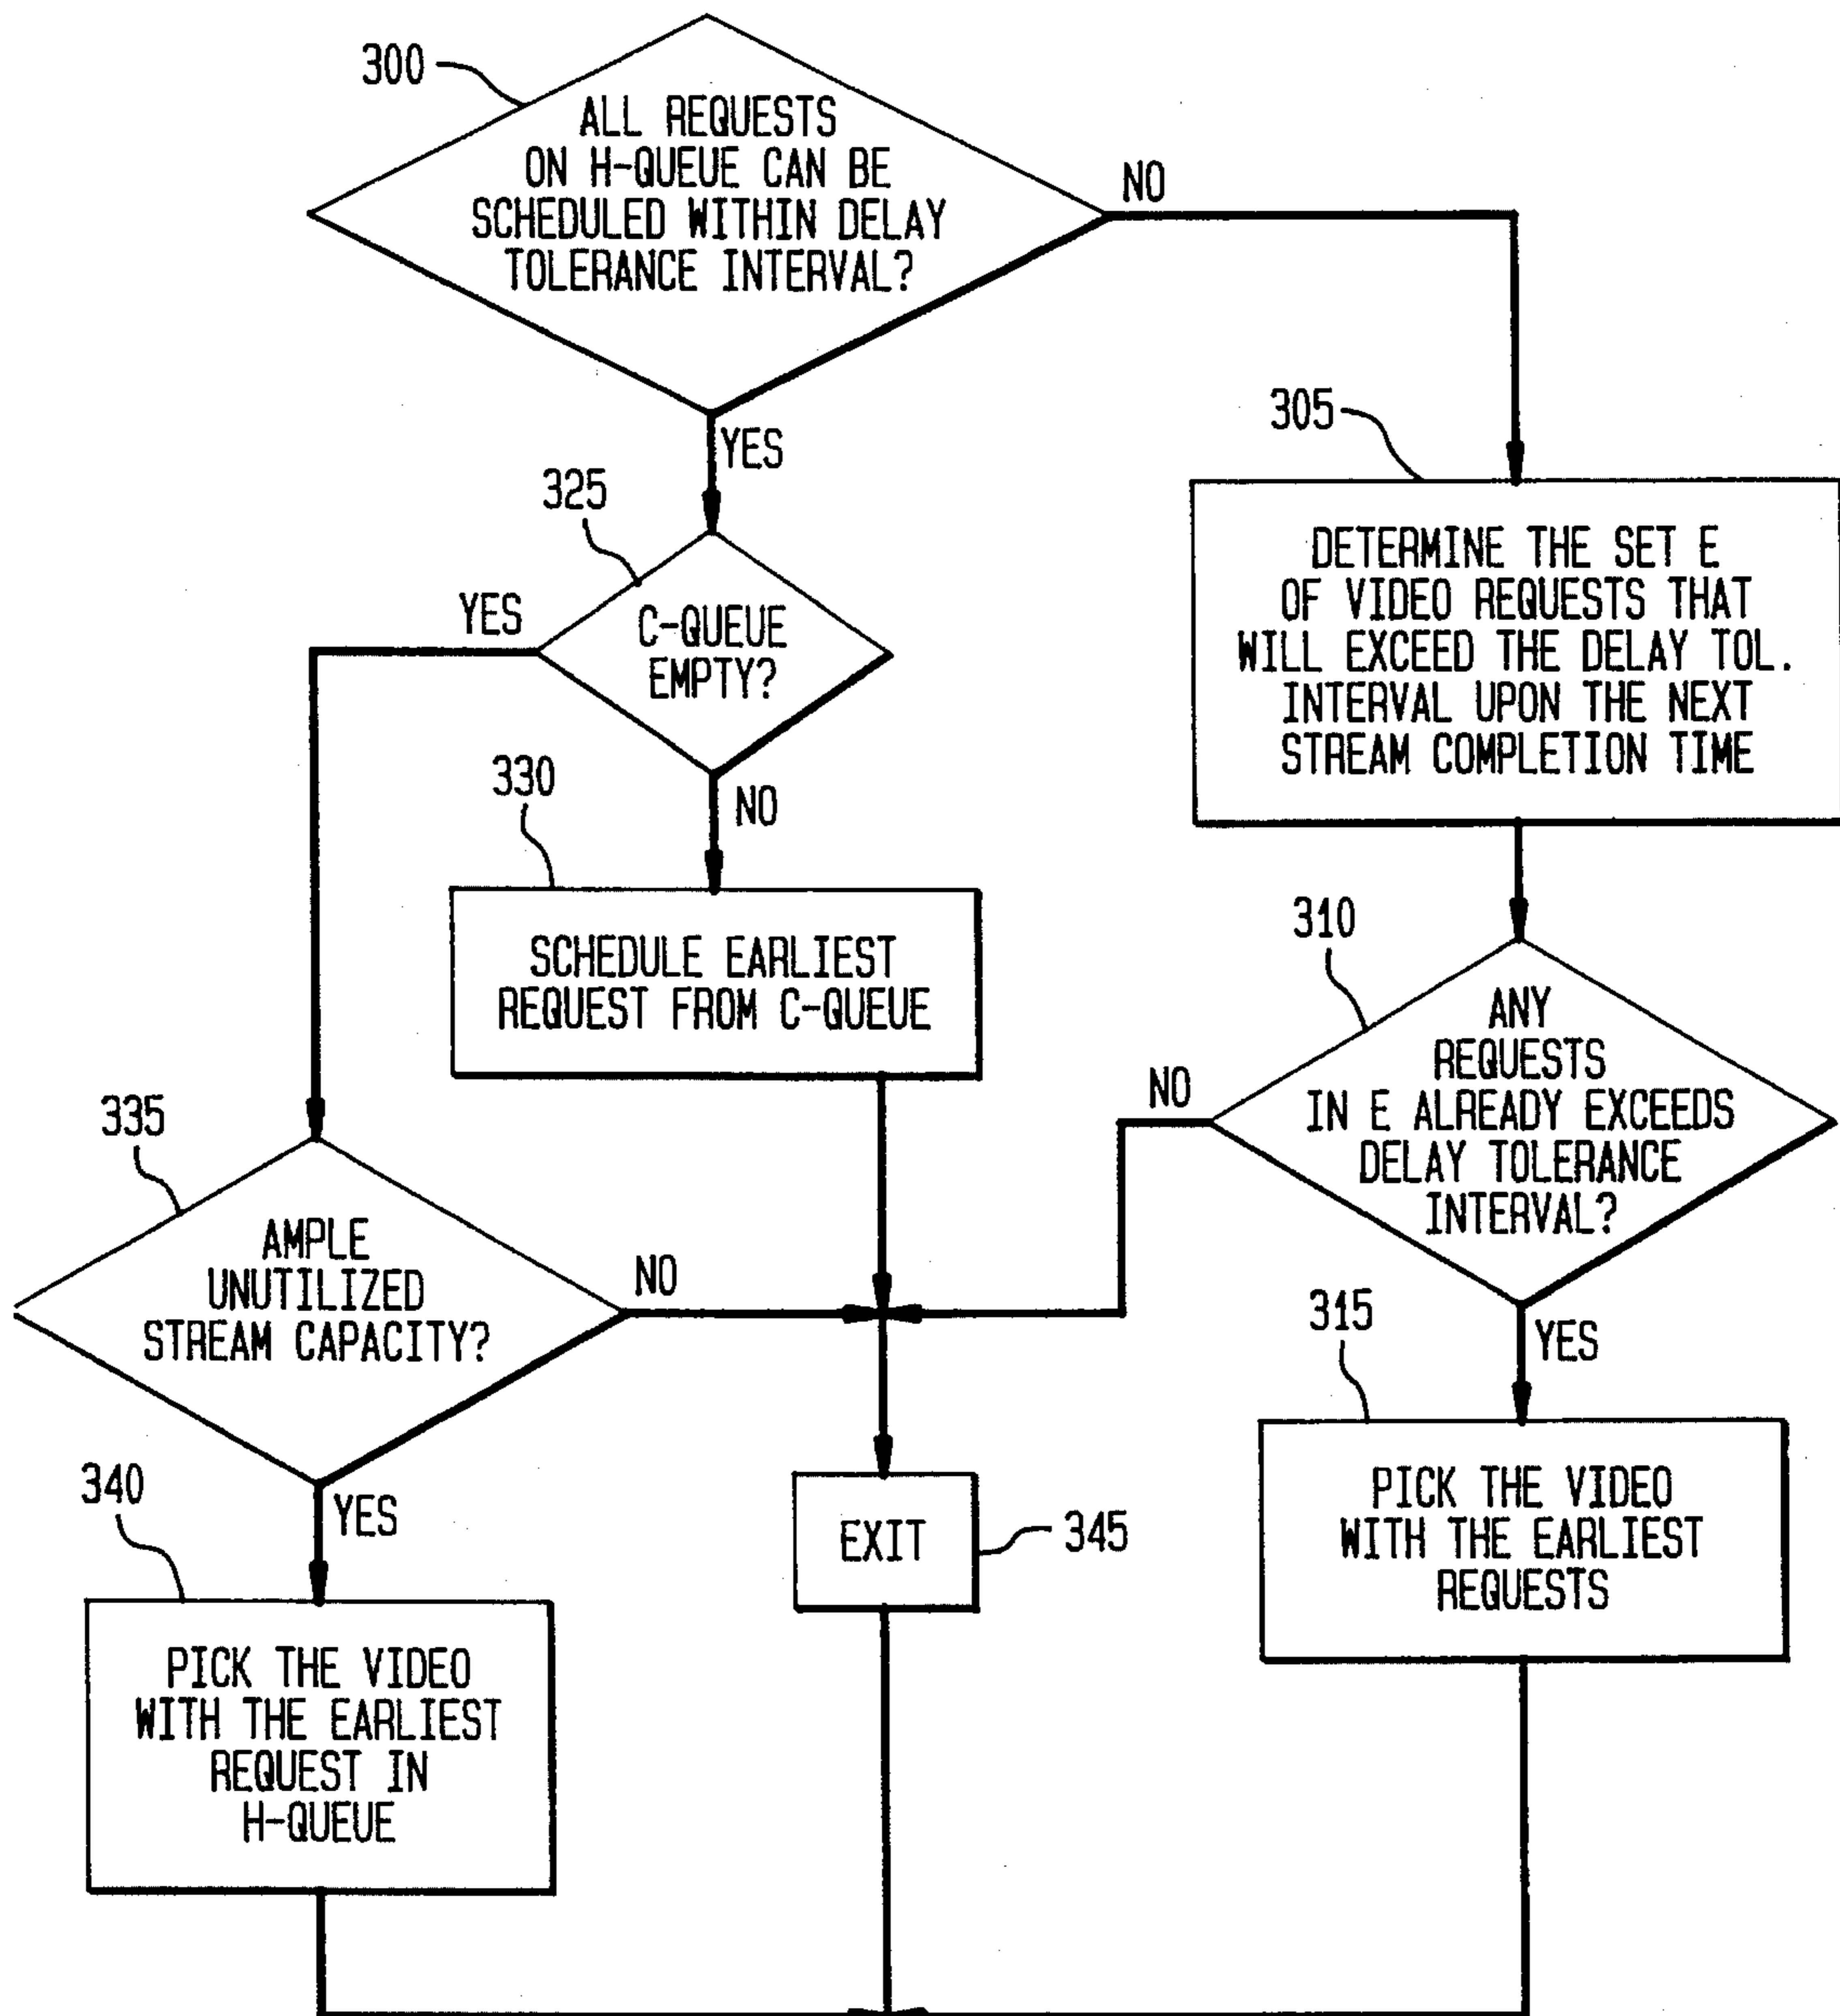 300
ALL REQUESTS
ON H-QUEUE CAN BE
SCHEDULED WITHIN DELAY
TOLERANCE INTERVAL?
NO
YES
305
DETERMINE THE SET E
OF VIDEO REQUESTS THAT
WILL EXCEED THE DELAY TOL.
INTERVAL UPON THE NEXT
STREAM COMPLETION TIME
325
C-QUEUE
EMPTY?
YES
NO
330
SCHEDULE EARLIEST
REQUEST FROM C-QUEUE
310
ANY
REQUESTS
IN E ALREADY EXCEEDS
DELAY TOLERANCE
INTERVAL?
NO
YES
335
AMPLE
UNUTILIZED
STREAM CAPACITY?
NO
YES
315
PICK THE VIDEO
WITH THE EARLIEST
REQUESTS
340
PICK THE VIDEO
WITH THE EARLIEST
REQUEST IN
H-QUEUE
EXIT
345